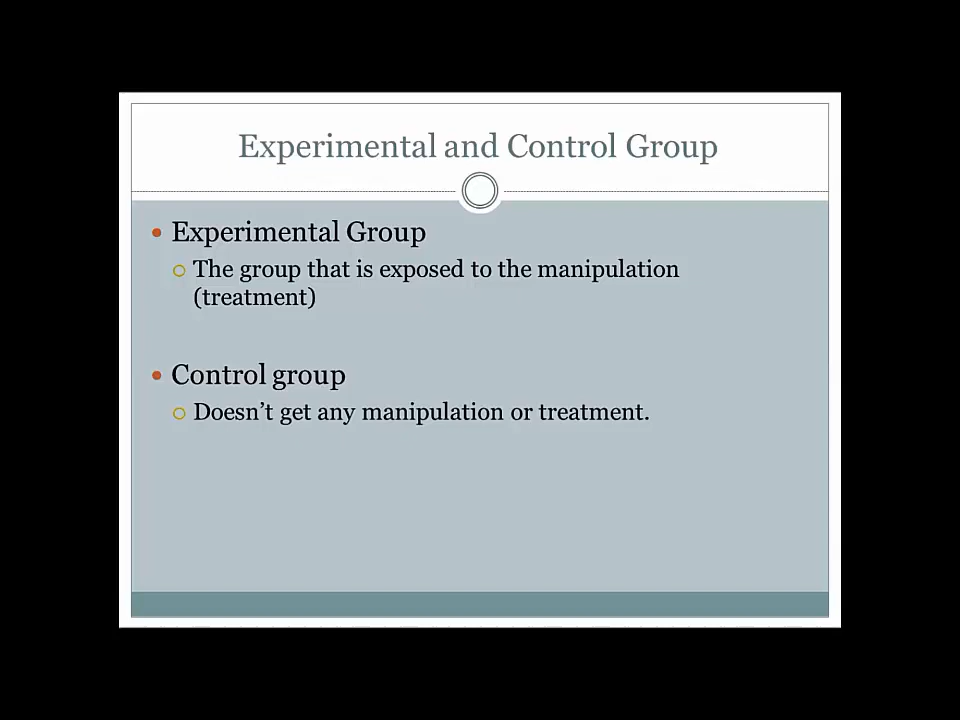 Experimental and Control Group
Experimental Group
The group that is exposed to the manipulation
(treatment)
Control group
Doesn’t get any manipulation or treatment.